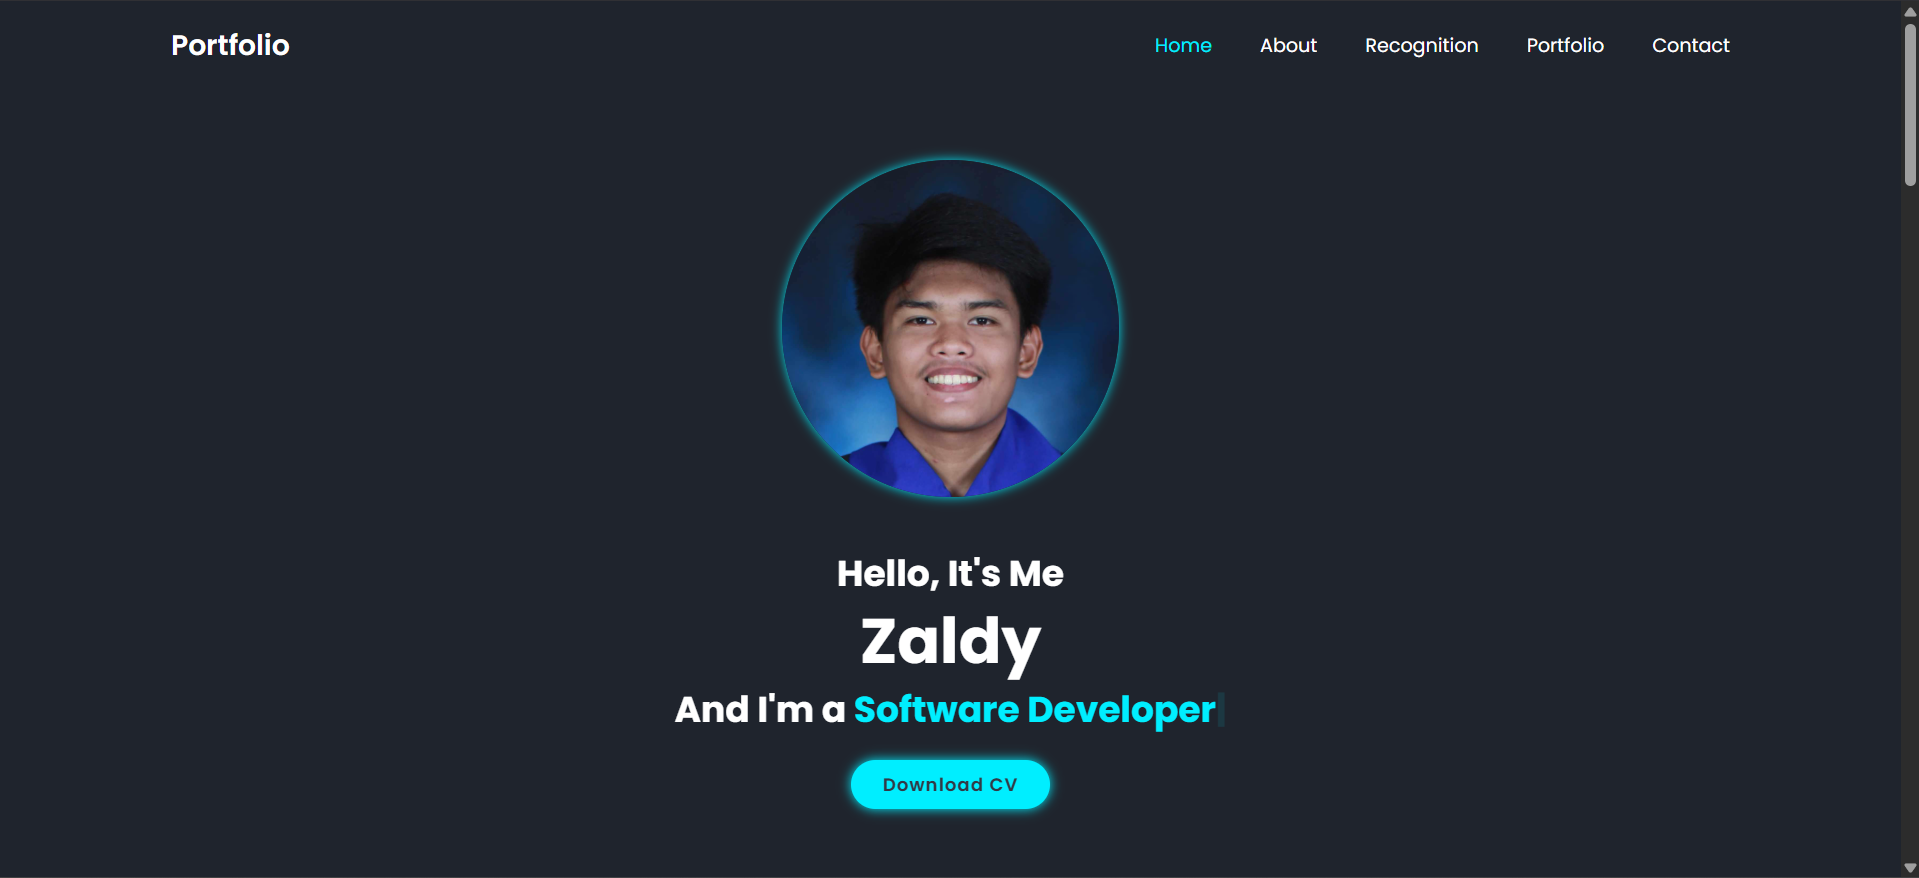 Portfolio
Home About Recognition Portfolio Contact
Hello, It's Me
Zaldy
And I'm a Software Developer
Download CV